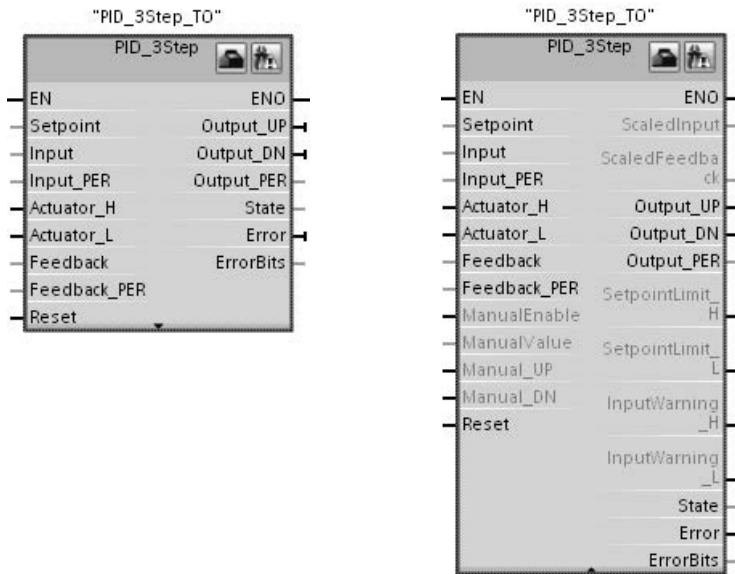 "PID_3Step_TO"
PID_3Step
EN ENO
Setpoint Output_UP
Input Output_DN
Input_PER Output_PER
Actuator_H State
Actuator_L Error
Feedback ErrorBits
Feedback_PER
Reset
"PID_3Step_TO"
PID_3Step
EN ENO
Setpoint ScaledInput
Input ScaledFeedba
Input_PER ck
Actuator_H Output_UP
Actuator_L Output_DN
Feedback Output_PER
Feedback_PER SetpointLimit_
ManualEnable H
ManualValue SetpointLimit_
Manual_UP L
Manual_DN InputWarning
Reset _H
InputWarning
_L
State
Error
ErrorBits